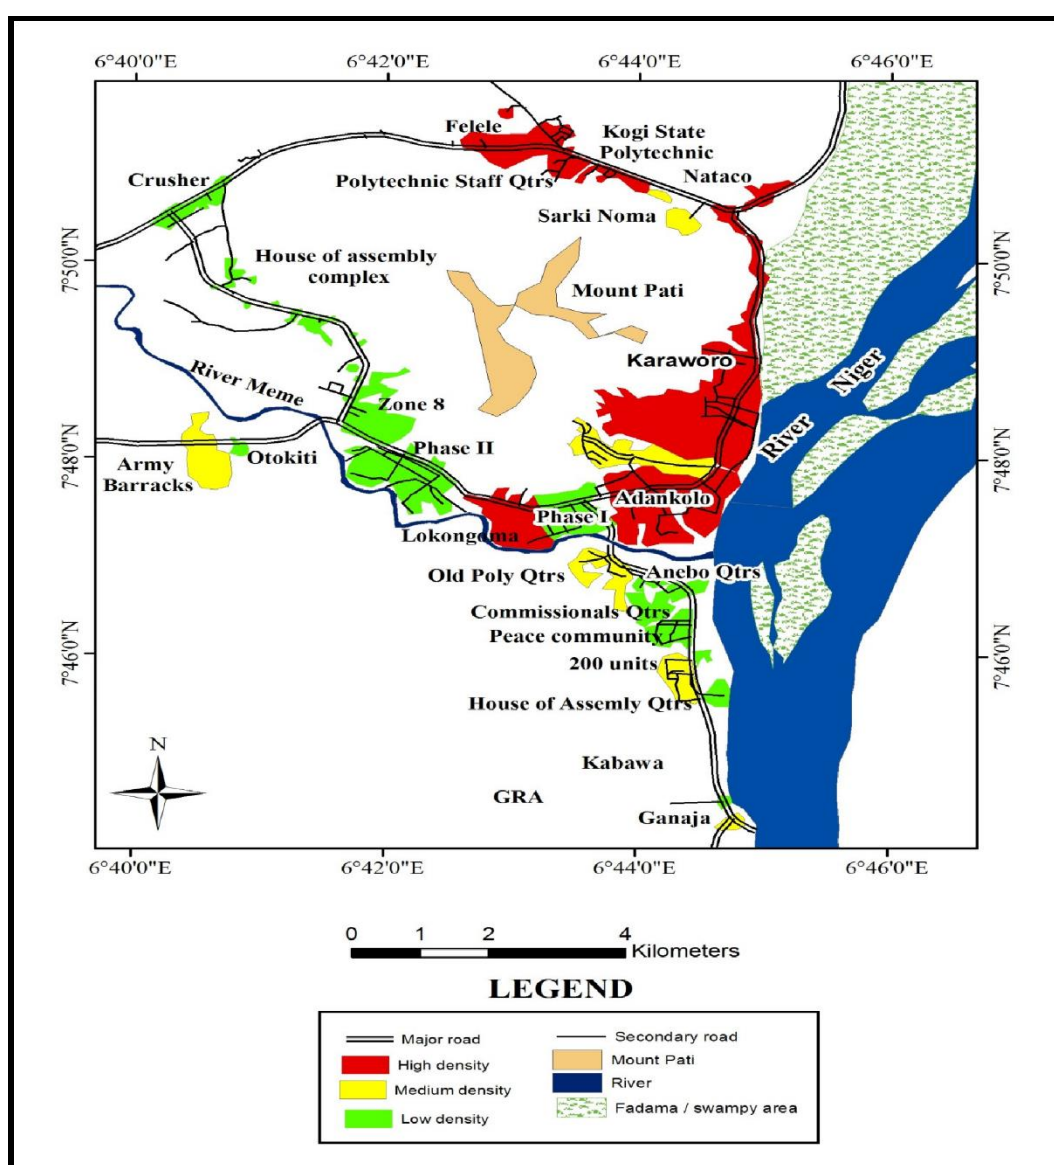 6°40'0"E 6°42'0"E 6°44'0"E 6°46'0"E
Felele
Kogi State
Polytechnic
Crusher
Polytechnic Staff Qtrs
Nataco
Sarki Noma
7°50'0"N
7°50'0"N
House of assembly
complex
Mount Pati
Karaworo
River Niger
River Meme
Zone 8
7°48'0"N
7°48'0"N
Phase II
Army
Barracks
Otokiti
Adankolo
Phase I
Lokongoma
Old Poly Qtrs
Anebo Qtrs
Commissionals Qtrs
Peace community
7°46'0"N
7°46'0"N
200 units
House of Assemly Qtrs
N
Kabawa
GRA
Ganaja
6°40'0"E 6°42'0"E 6°44'0"E 6°46'0"E
0 1 2 4
Kilometers
LEGEND
Major road
High density
Medium density
Low density
Secondary road
Mount Pati
River
Fadama / swampy area